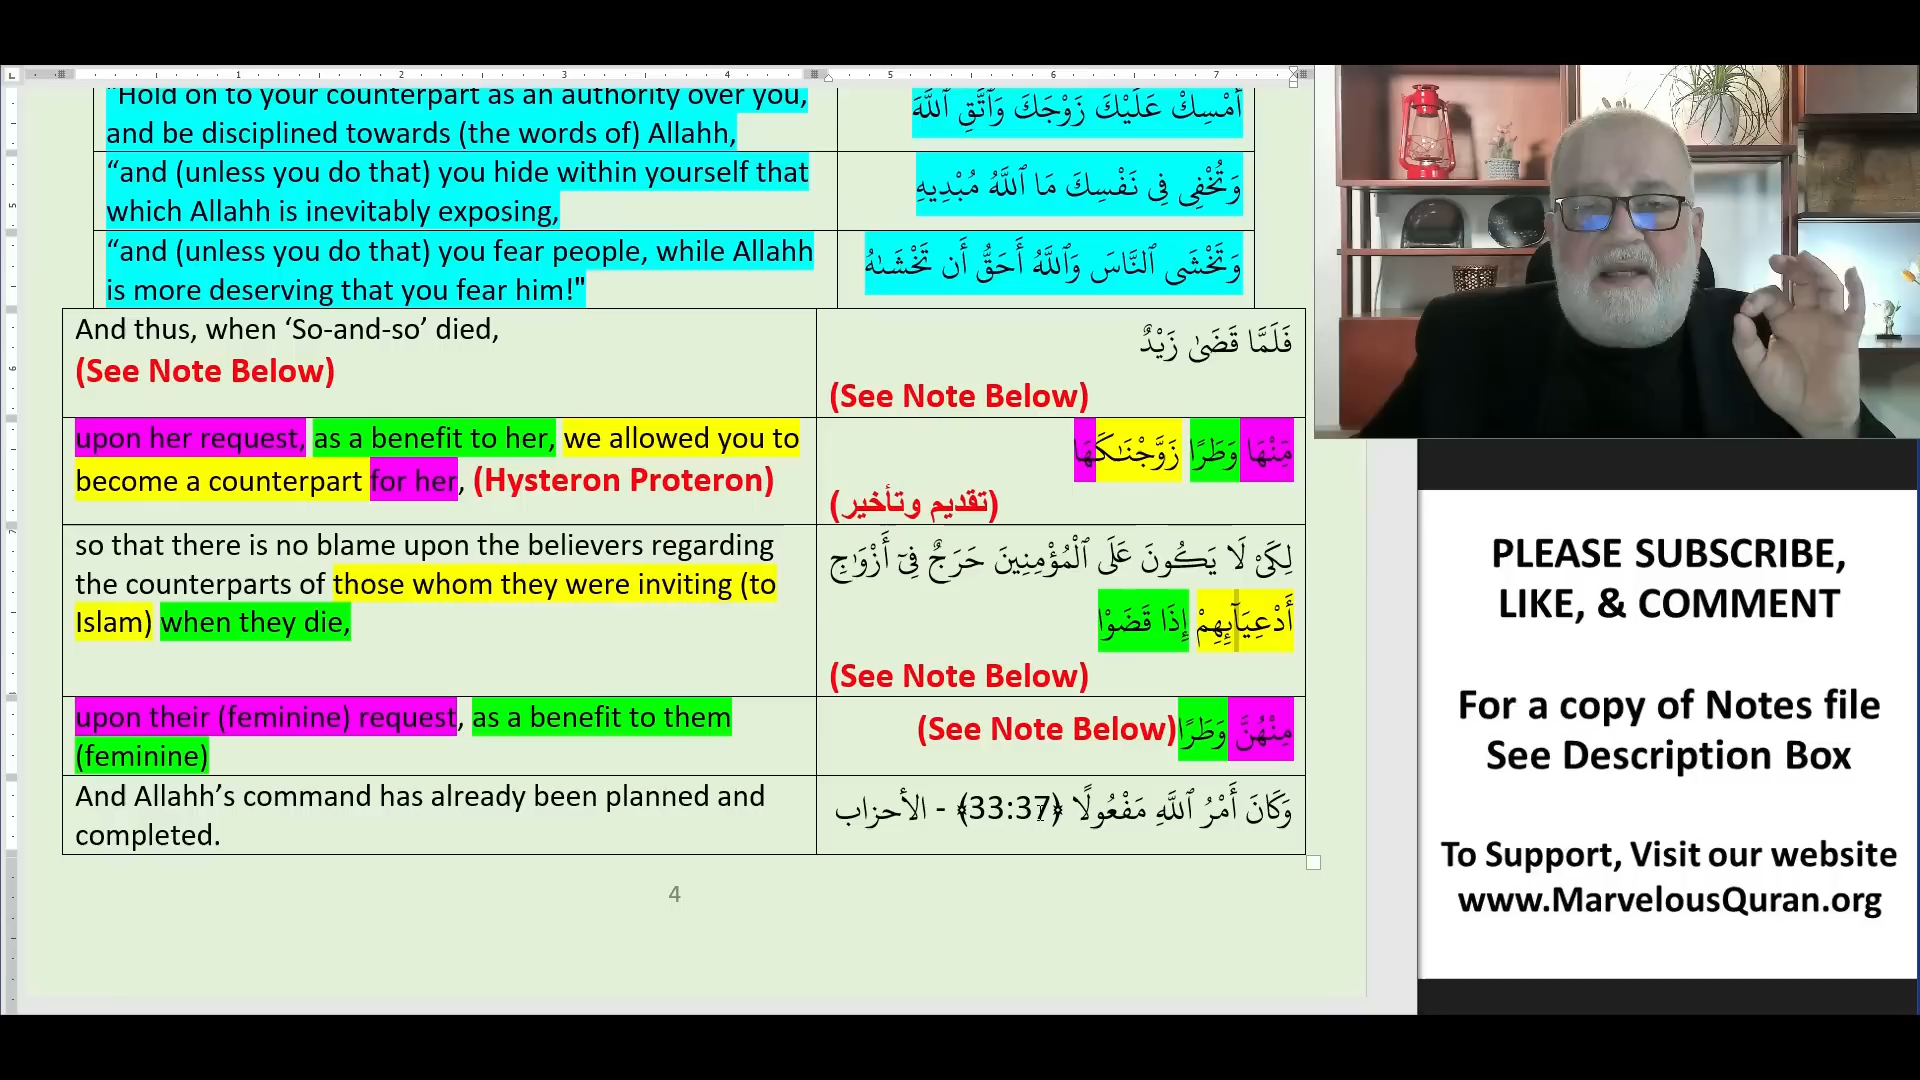 "Hold on to your counterpart as an authority over you,
and be disciplined towards (the words of) Allahh,
أَمْسِكْ عَلَيْكَ زَوْجَكَ وَٱتَّقِ ٱللَّهَ
“and (unless you do that) you hide within yourself that
which Allahh is inevitably exposing,
وَتُخْفِى فِى نَفْسِكَ مَا ٱللَّهُ مُبْدِيهِ
“and (unless you do that) you fear people, while Allahh
is more deserving that you fear him!"
وَتَخْشَى ٱلنَّاسَ وَٱللَّهُ أَحَقُّ أَن تَخْشَىٰهُ
And thus, when ‘So-and-so’ died,
(See Note Below)
فَلَمَّا قَضَىٰ زَيْدٌ
(See Note Below)
upon her request, as a benefit to her, we allowed you to
become a counterpart for her, (Hysteron Proteron)
مِّنْهَا وَطَرًا زَوَّجْنَـٰكَهَا
(تقديم وتأخير)
so that there is no blame upon the believers regarding
the counterparts of those whom they were inviting (to
Islam) when they die,
لِكَىْ لَا يَكُونَ عَلَى ٱلْمُؤْمِنِينَ حَرَجٌ فِىٓ أَزْوَٰجِ
أَدْعِيَآئِهِمْ إِذَا قَضَوْا
(See Note Below)
upon their (feminine) request, as a benefit to them
(feminine)
مِنْهُنَّ وَطَرًا (See Note Below)
And Allahh’s command has already been planned and
completed.
وَكَانَ أَمْرُ ٱللَّهِ مَفْعُولًا ﴿33:37﴾ - الأحزاب
4
PLEASE SUBSCRIBE,
LIKE, & COMMENT
For a copy of Notes file
See Description Box
To Support, Visit our website
www.MarvelousQuran.org
1 2 3 4 5 6 7